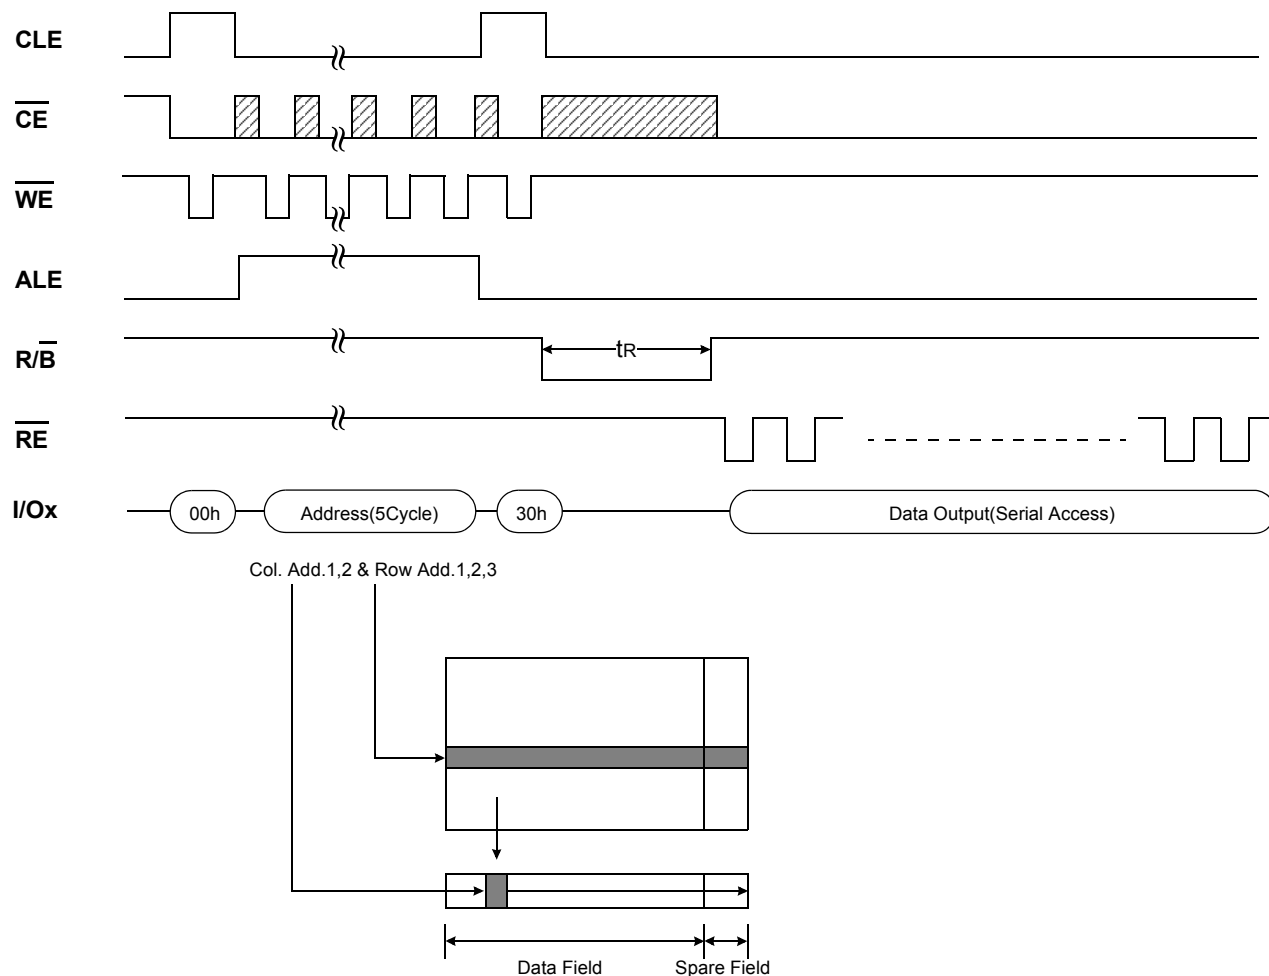 CLE
CE
WE
ALE
R/B
tR
RE
I/Ox
00h
Address(5Cycle)
30h
Data Output(Serial Access)
Col. Add.1,2 & Row Add.1,2,3
Data Field
Spare Field